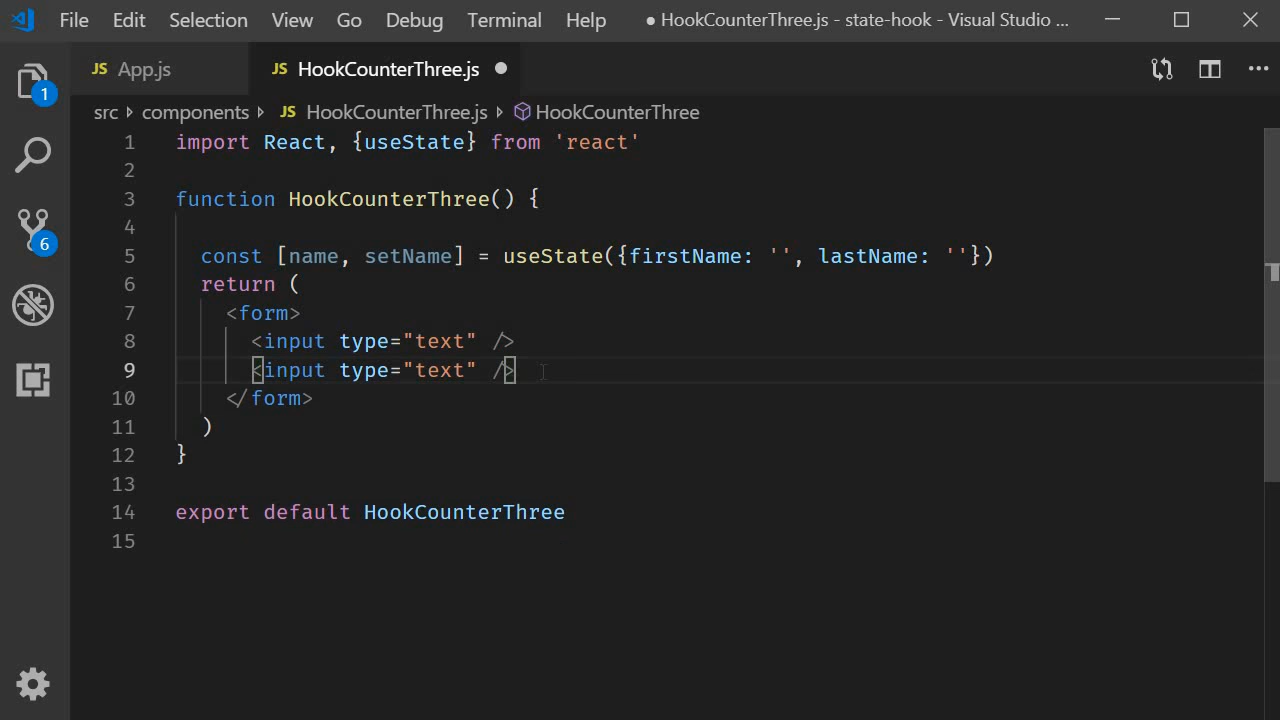 File Edit Selection View Go Debug Terminal Help ● HookCounterThree.js - state-hook - Visual Studio ...
JS App.js JS HookCounterThree.js
src components JS HookCounterThree.js HookCounterThree
1 import React, {useState} from 'react'
2
3 function HookCounterThree() {
4
5 const [name, setName] = useState({firstName: '', lastName: ''})
6 return (
7 <form>
8 <input type="text" />
9 <input type="text" />
10 </form>
11 )
12 }
13
14 export default HookCounterThree
15
1
6